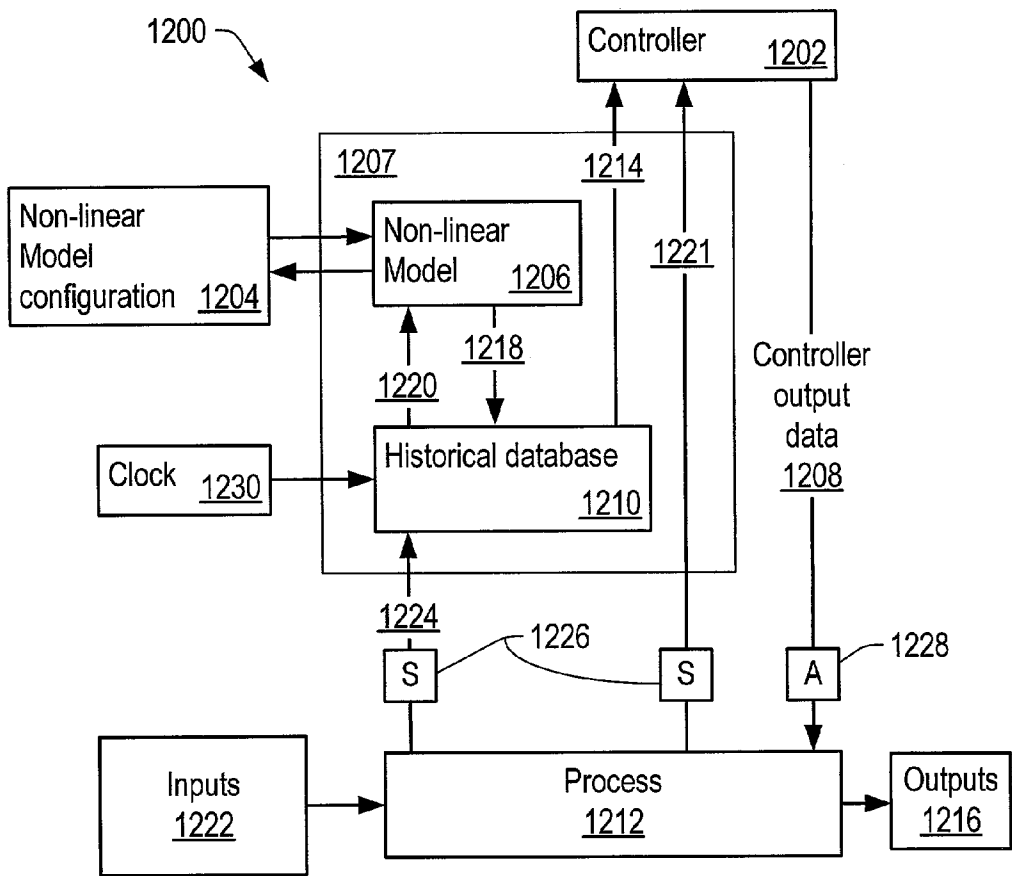 1200
Controller
1202
1207
1214
Non-linear
Model
configuration
1204
Non-linear
Model
1206
1221
1218
1220
Controller
output
data
1208
Clock
1230
Historical database
1210
1224
1226
1228
S
S
A
Inputs
1222
Process
1212
Outputs
1216